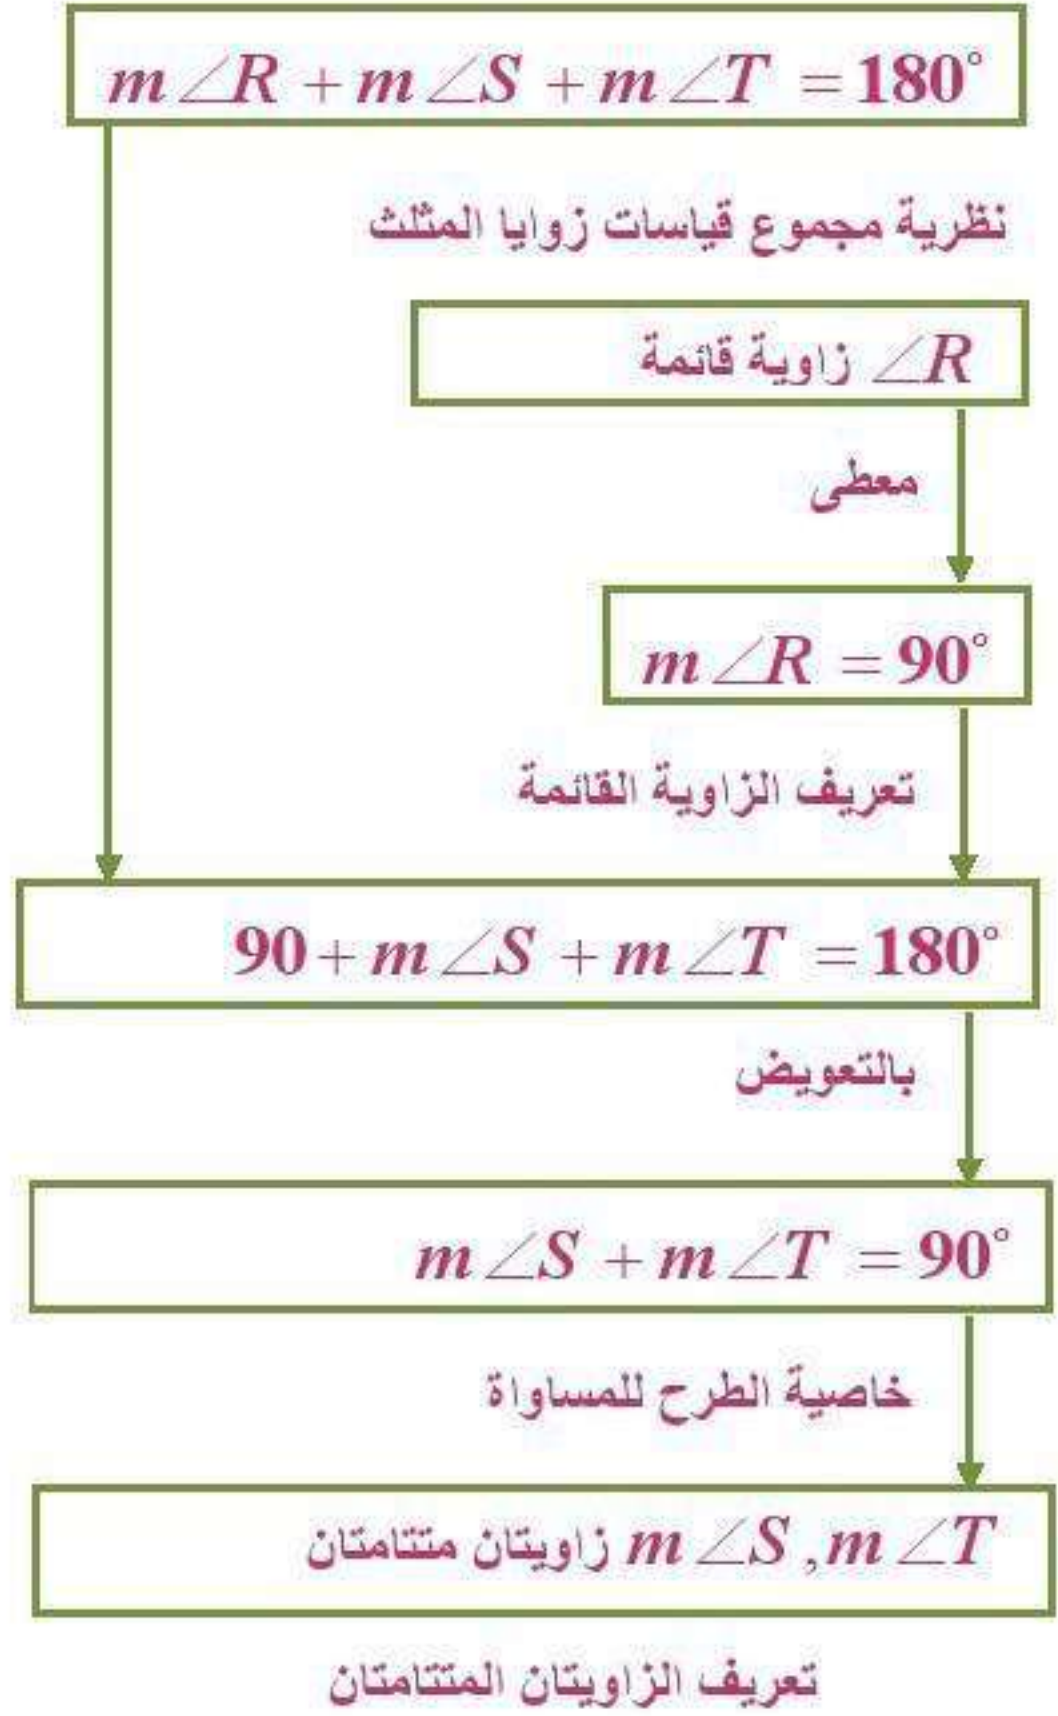 m∠R + m∠S + m∠T = 180°
نظرية مجموع قياسات زوايا المثلث
∠R زاوية قائمة
معطى
m∠R = 90°
تعريف الزاوية القائمة
90 + m∠S + m∠T = 180°
بالتعويض
m∠S + m∠T = 90°
خاصية الطرح للمساواة
m∠S , m∠T زاويتان متتامتان
تعريف الزاويتان المتتامتان